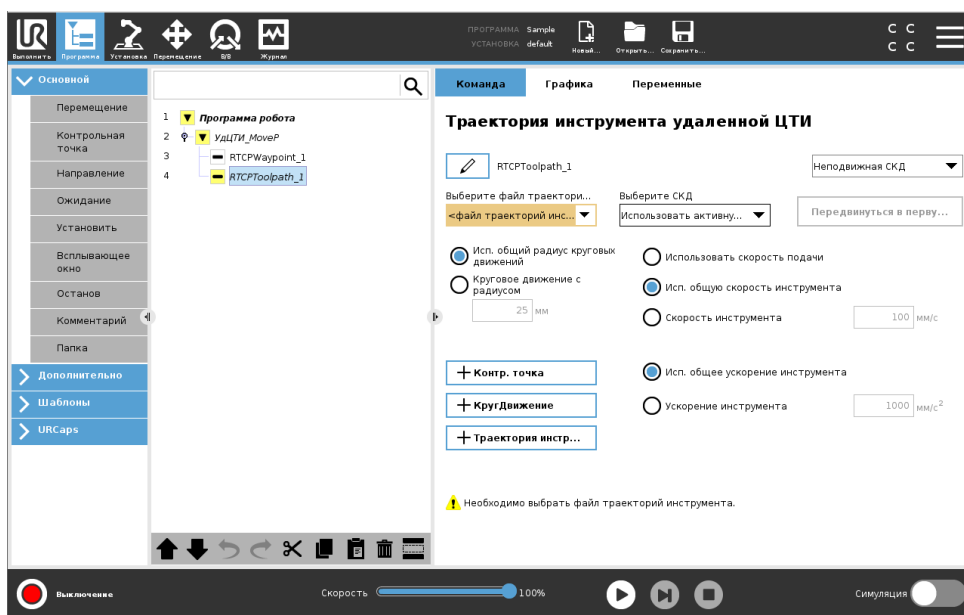 UR
ПРОГРАММА Sample
УСТАНОВКА default
Выполнить Программа Установка Перемещение В/В Журнал Новый... Открыть... Сохранить...
C C
C C
Основной
Перемещение
Контрольная точка
Направление
Ожидание
Установить
Всплывающее окно
Останов
Комментарий
Папка
Дополнительно
Шаблоны
URCaps
1 Программа робота
2 УдЦТИ_MoveP
3 RTCPWaypoint_1
4 RTCPToolpath_1
Команда Графика Переменные
Траектория инструмента удаленной ЦТИ
RTCPToolpath_1 Неподвижная СКД
Выберите файл траектори... Выберите СКД
<файл траекторий инс... Использовать активну... Передвинуться в перву...
Исп. общий радиус круговых движений
Круговое движение с радиусом
25 мм
Использовать скорость подачи
Исп. общую скорость инструмента
Скорость инструмента 100 мм/с
Контр. точка
КругДвижение
Траектория инстр...
Исп. общее ускорение инструмента
Ускорение инструмента 1000 мм/с²
Необходимо выбрать файл траекторий инструмента.
Выключение Скорость 100% Симуляция